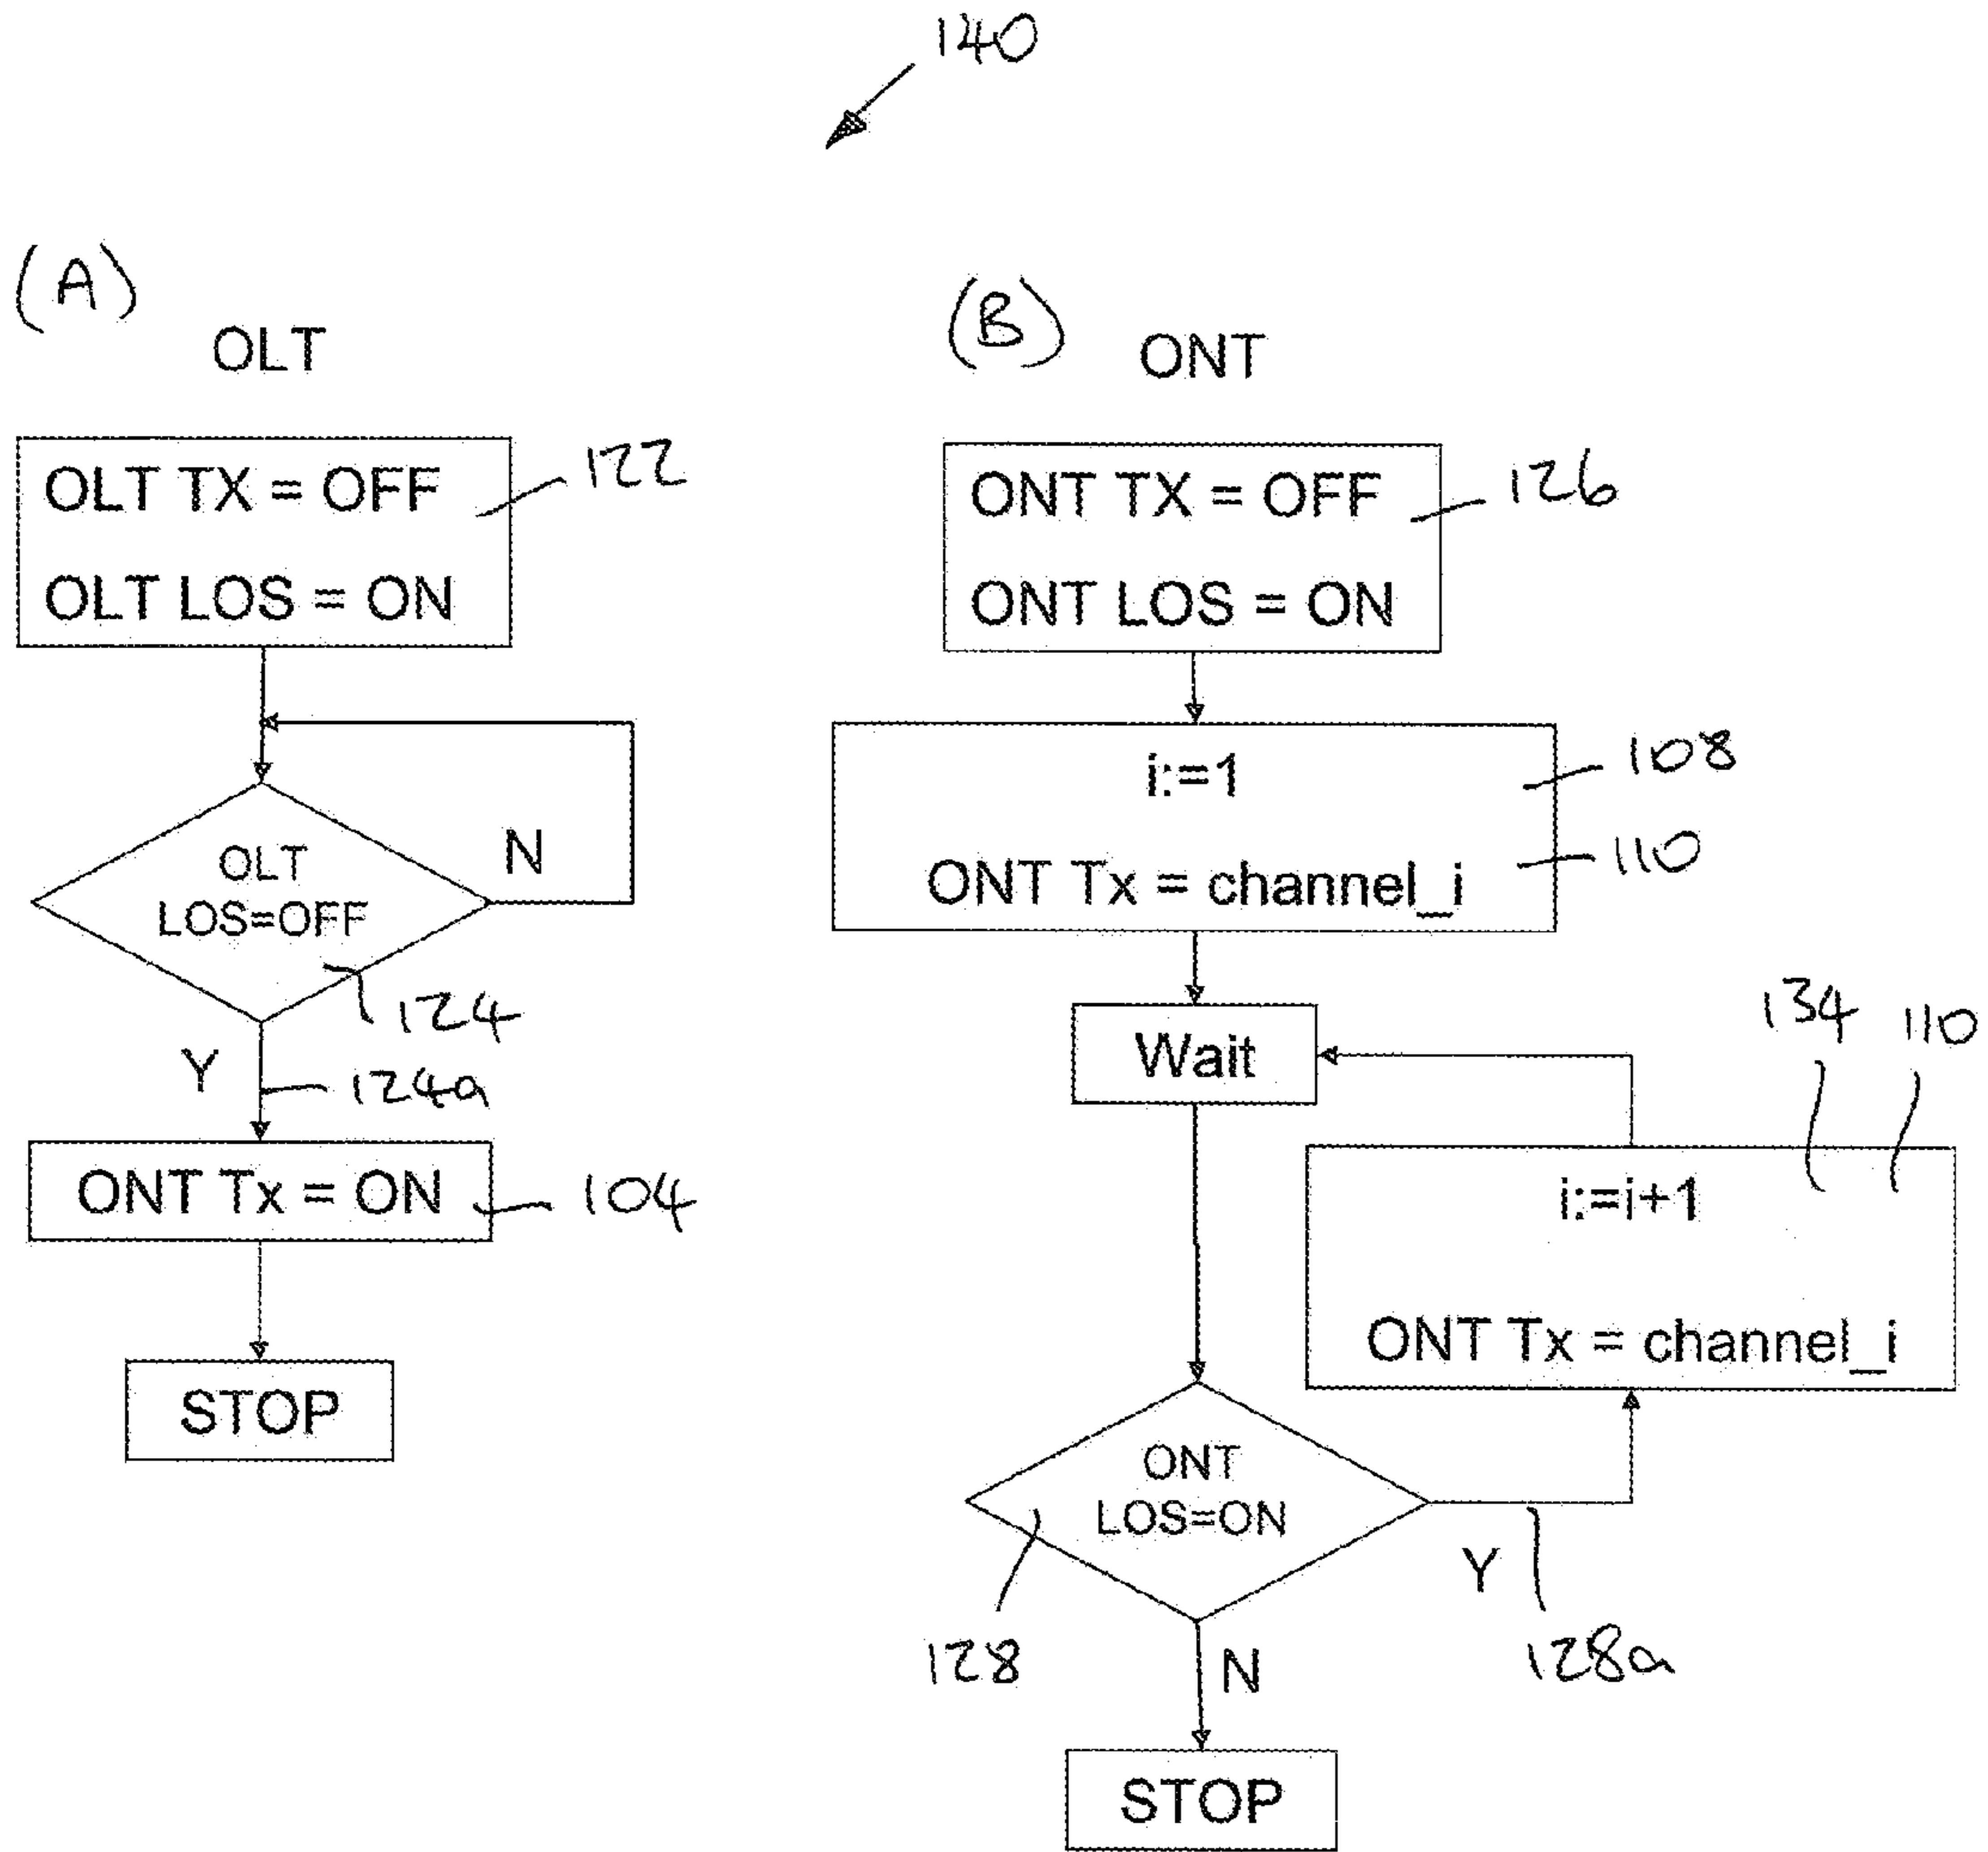 140
(A)
OLT
OLT TX = OFF
OLT LOS = ON
122
OLT
LOS=OFF
N
124
Y
124a
ONT Tx = ON
104
STOP
(B)
ONT
ONT TX = OFF
ONT LOS = ON
126
i:=1
108
ONT Tx = channel_i
110
Wait
134
110
i:=i+1
ONT Tx = channel_i
ONT
LOS=ON
128
Y
128a
N
STOP